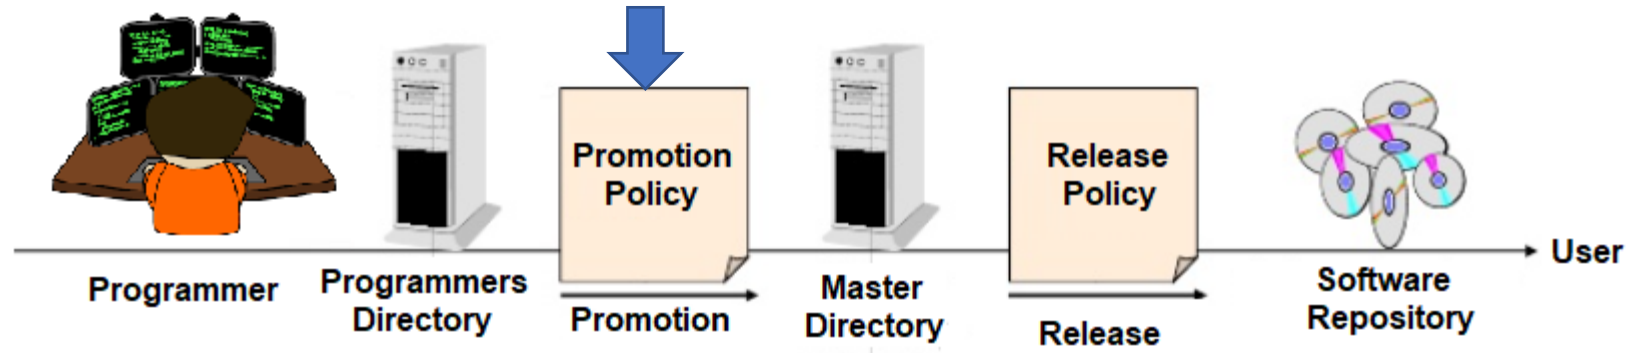 Promotion
Policy
Release
Policy
User
Programmer
Programmers
Directory
Promotion
Master
Directory
Release
Software
Repository